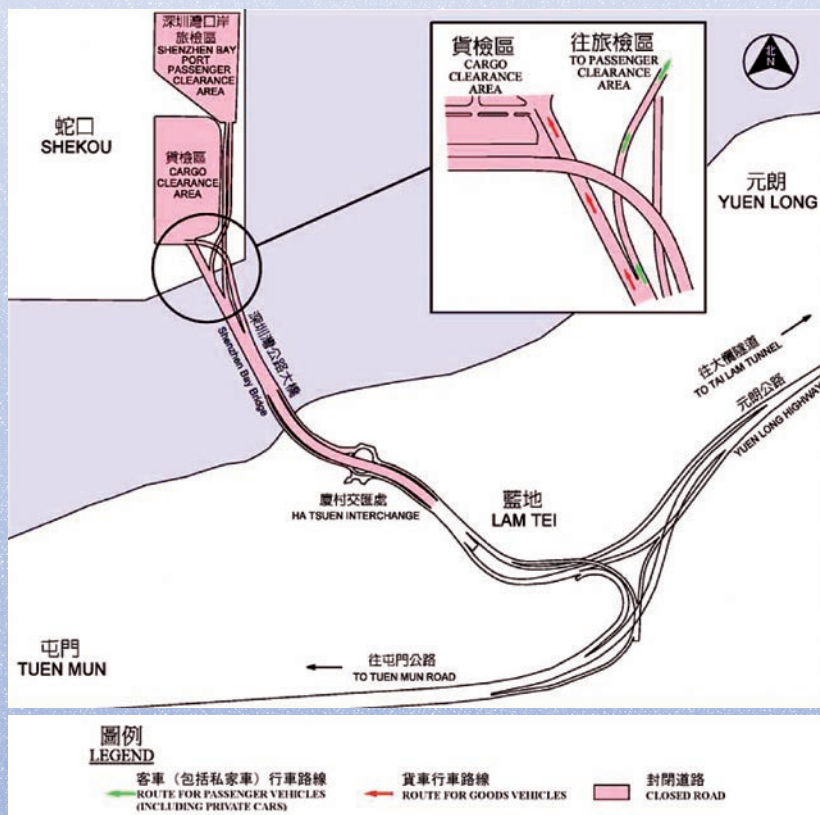 深圳灣口岸
旅檢區
SHENZHEN BAY
PORT
PASSENGER
CLEARANCE
AREA
貨檢區
CARGO
CLEARANCE
AREA
往旅檢區
TO PASSENGER
CLEARANCE
AREA
北
N
蛇口
SHEKOU
貨檢區
CARGO
CLEARANCE
AREA
元朗
YUEN LONG
深圳灣公路大橋
Shenzhen Bay Bridge
往大欖隧道
TO TAI LAM TUNNEL
元朗公路
YUEN LONG HIGHWAY
廈村交匯處
HA TSUEN INTERCHANGE
藍地
LAM TEI
屯門
TUEN MUN
往屯門公路
TO TUEN MUN ROAD
圖例
LEGEND
客車（包括私家車）行車路線
ROUTE FOR PASSENGER VEHICLES
(INCLUDING PRIVATE CARS)
貨車行車路線
ROUTE FOR GOODS VEHICLES
封閉道路
CLOSED ROAD